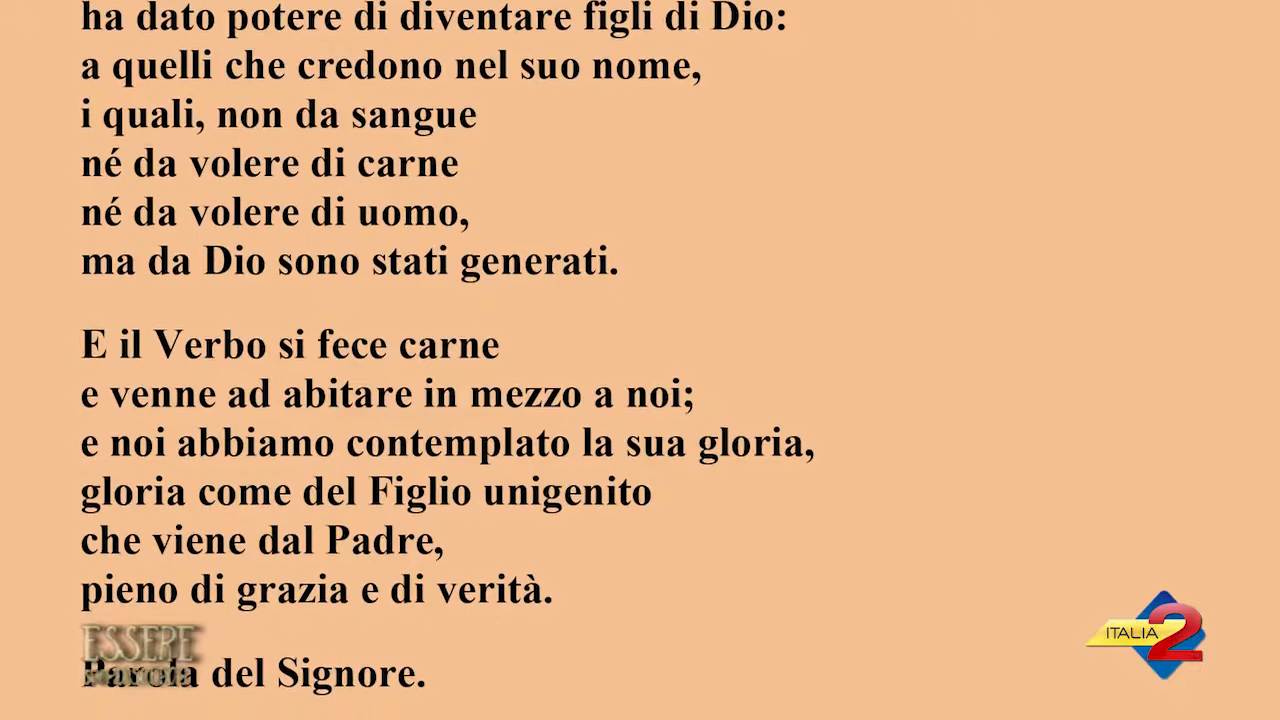 ha dato potere di diventare figli di Dio:
a quelli che credono nel suo nome,
i quali, non da sangue
né da volere di carne
né da volere di uomo,
ma da Dio sono stati generati.
E il Verbo si fece carne
e venne ad abitare in mezzo a noi;
e noi abbiamo contemplato la sua gloria,
gloria come del Figlio unigenito
che viene dal Padre,
pieno di grazia e di verità.
ESSERE
Parola del Signore.
ITALIA 2